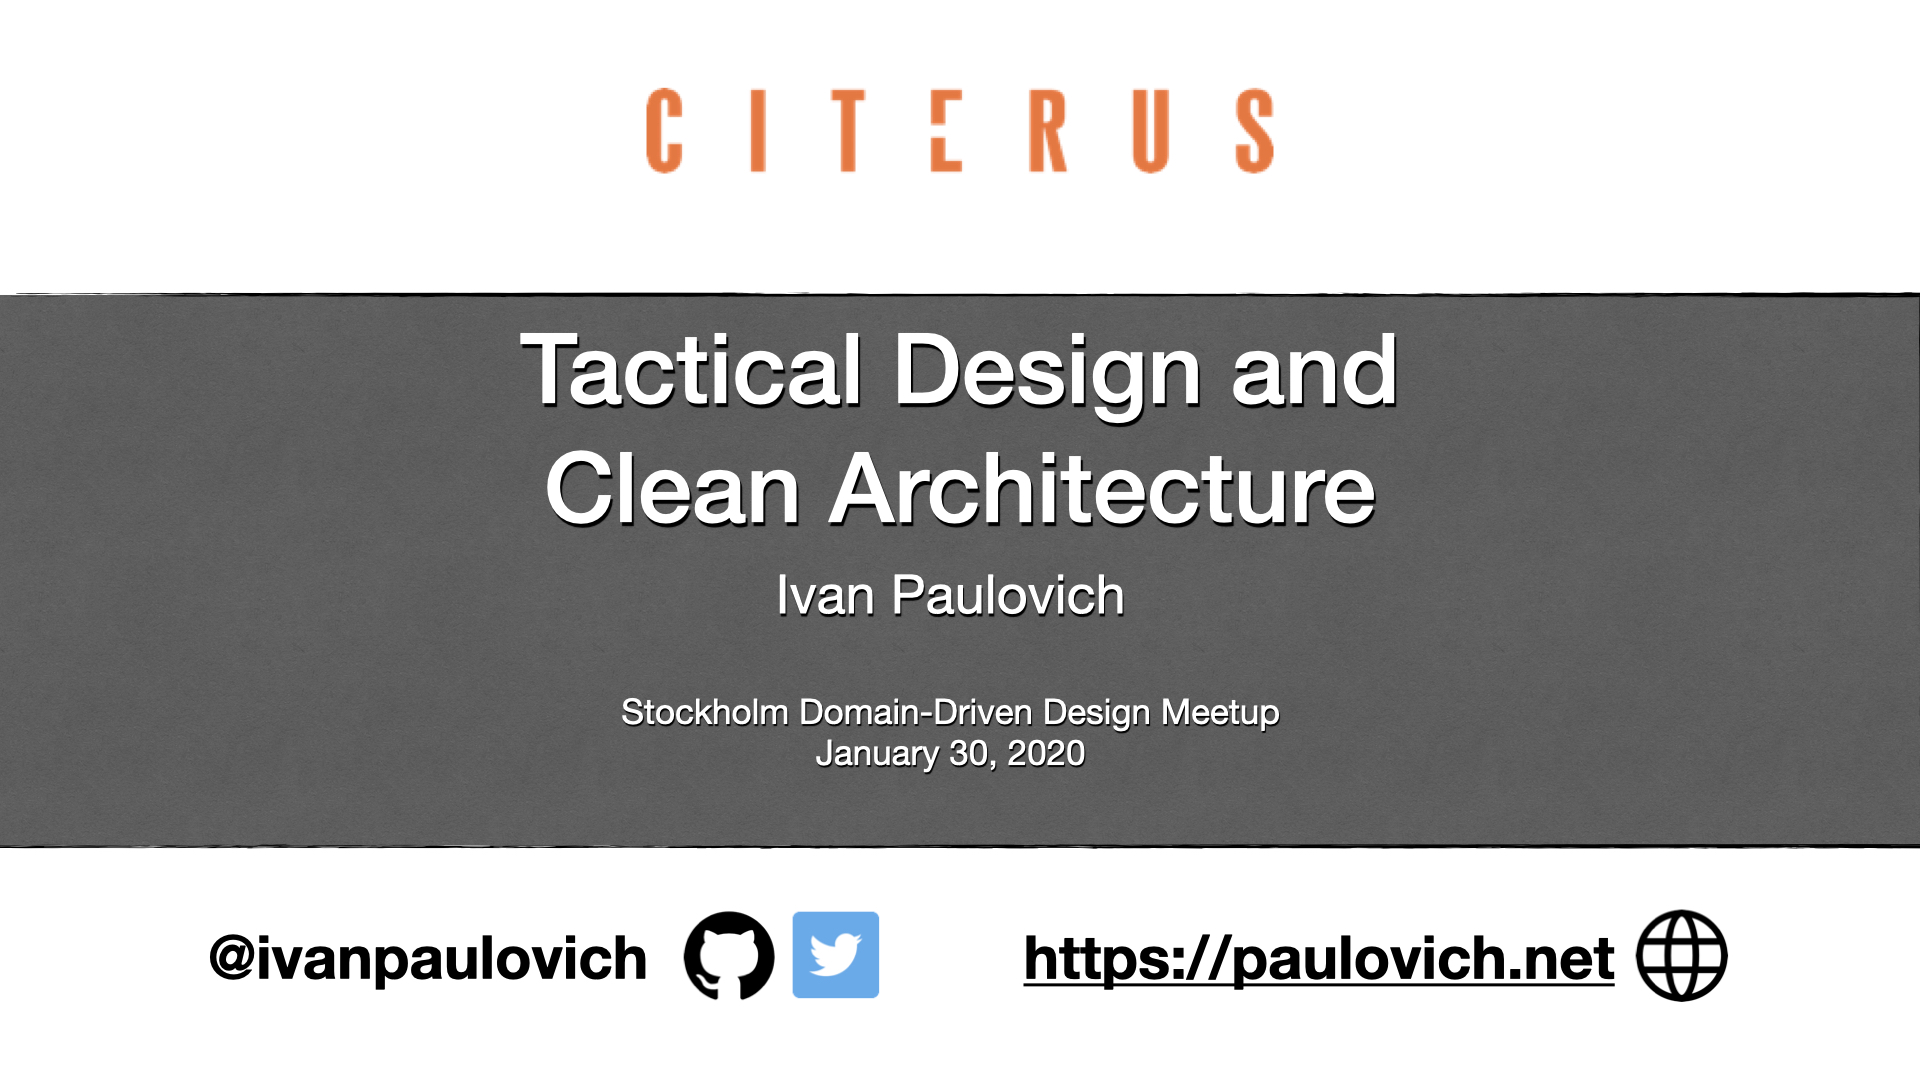 CITERUS
Tactical Design and
Clean Architecture
Ivan Paulovich
Stockholm Domain-Driven Design Meetup
January 30, 2020
@ivanpaulovich
https://paulovich.net